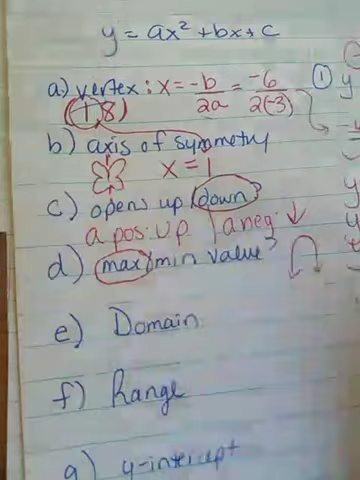 y = ax² + bx + c
a.) vertex : x = -b/2a = -6/2(-3) ①
(1,8)
b) axis of symmetry
x = 1
c) opens up/down?
a pos. up / a neg. ↓
d) max/min value?
e) Domain
f) Range
g) y-intercept